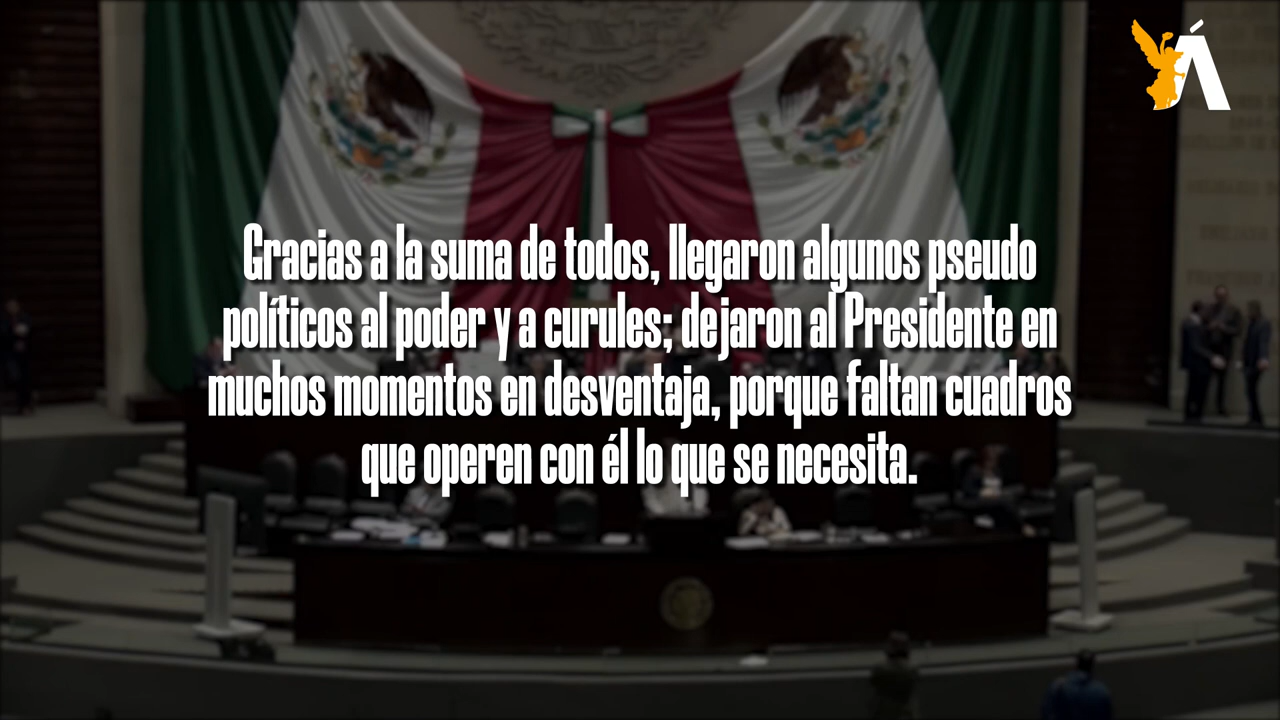 Á
Gracias a la suma de todos, llegaron algunos pseudo
políticos al poder y a curules; dejaron al Presidente en
muchos momentos en desventaja, porque faltan cuadros
que operen con él lo que se necesita.